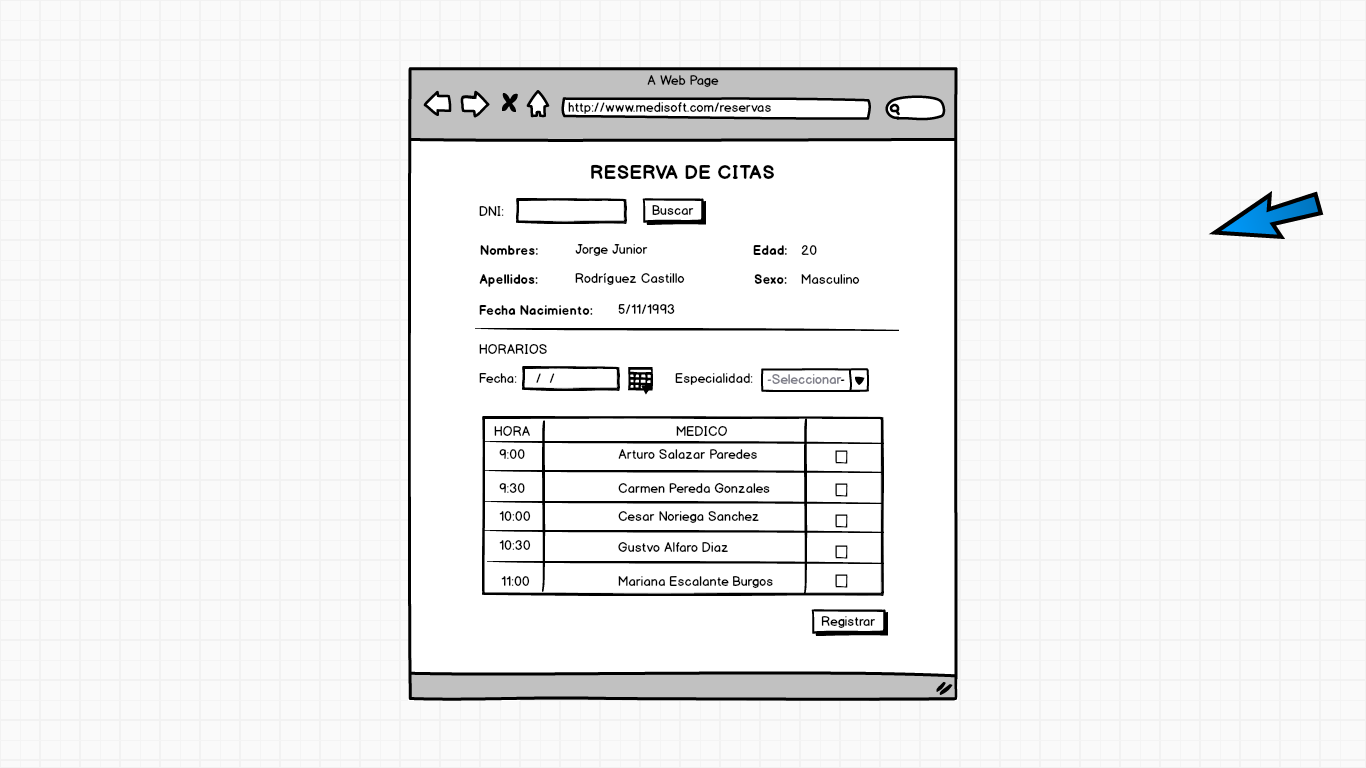 A Web Page
http://www.medisoft.com/reservas
RESERVA DE CITAS
DNI: Buscar
Nombres: Jorge Junior Edad: 20
Apellidos: Rodríguez Castillo Sexo: Masculino
Fecha Nacimiento: 5/11/1993
HORARIOS
Fecha: / / Especialidad: -Seleccionar-
HORA MEDICO
9:00 Arturo Salazar Paredes
9:30 Carmen Pereda Gonzales
10:00 Cesar Noriega Sanchez
10:30 Gustvo Alfaro Diaz
11:00 Mariana Escalante Burgos
Registrar